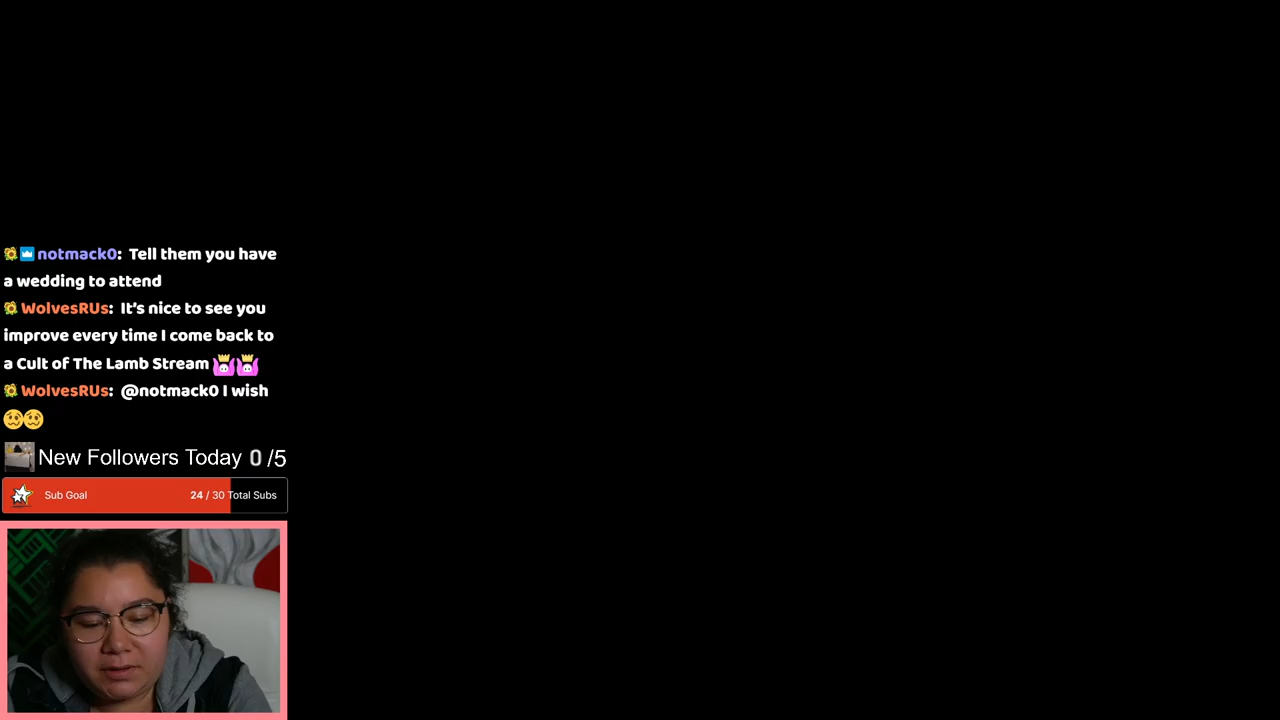 notmack0: Tell them you have
a wedding to attend
WolvesRUs: It's nice to see you
improve every time I come back to
a Cult of The Lamb Stream
WolvesRUs: @notmack0 I wish
New Followers Today 0 /5
Sub Goal 24 / 30 Total Subs